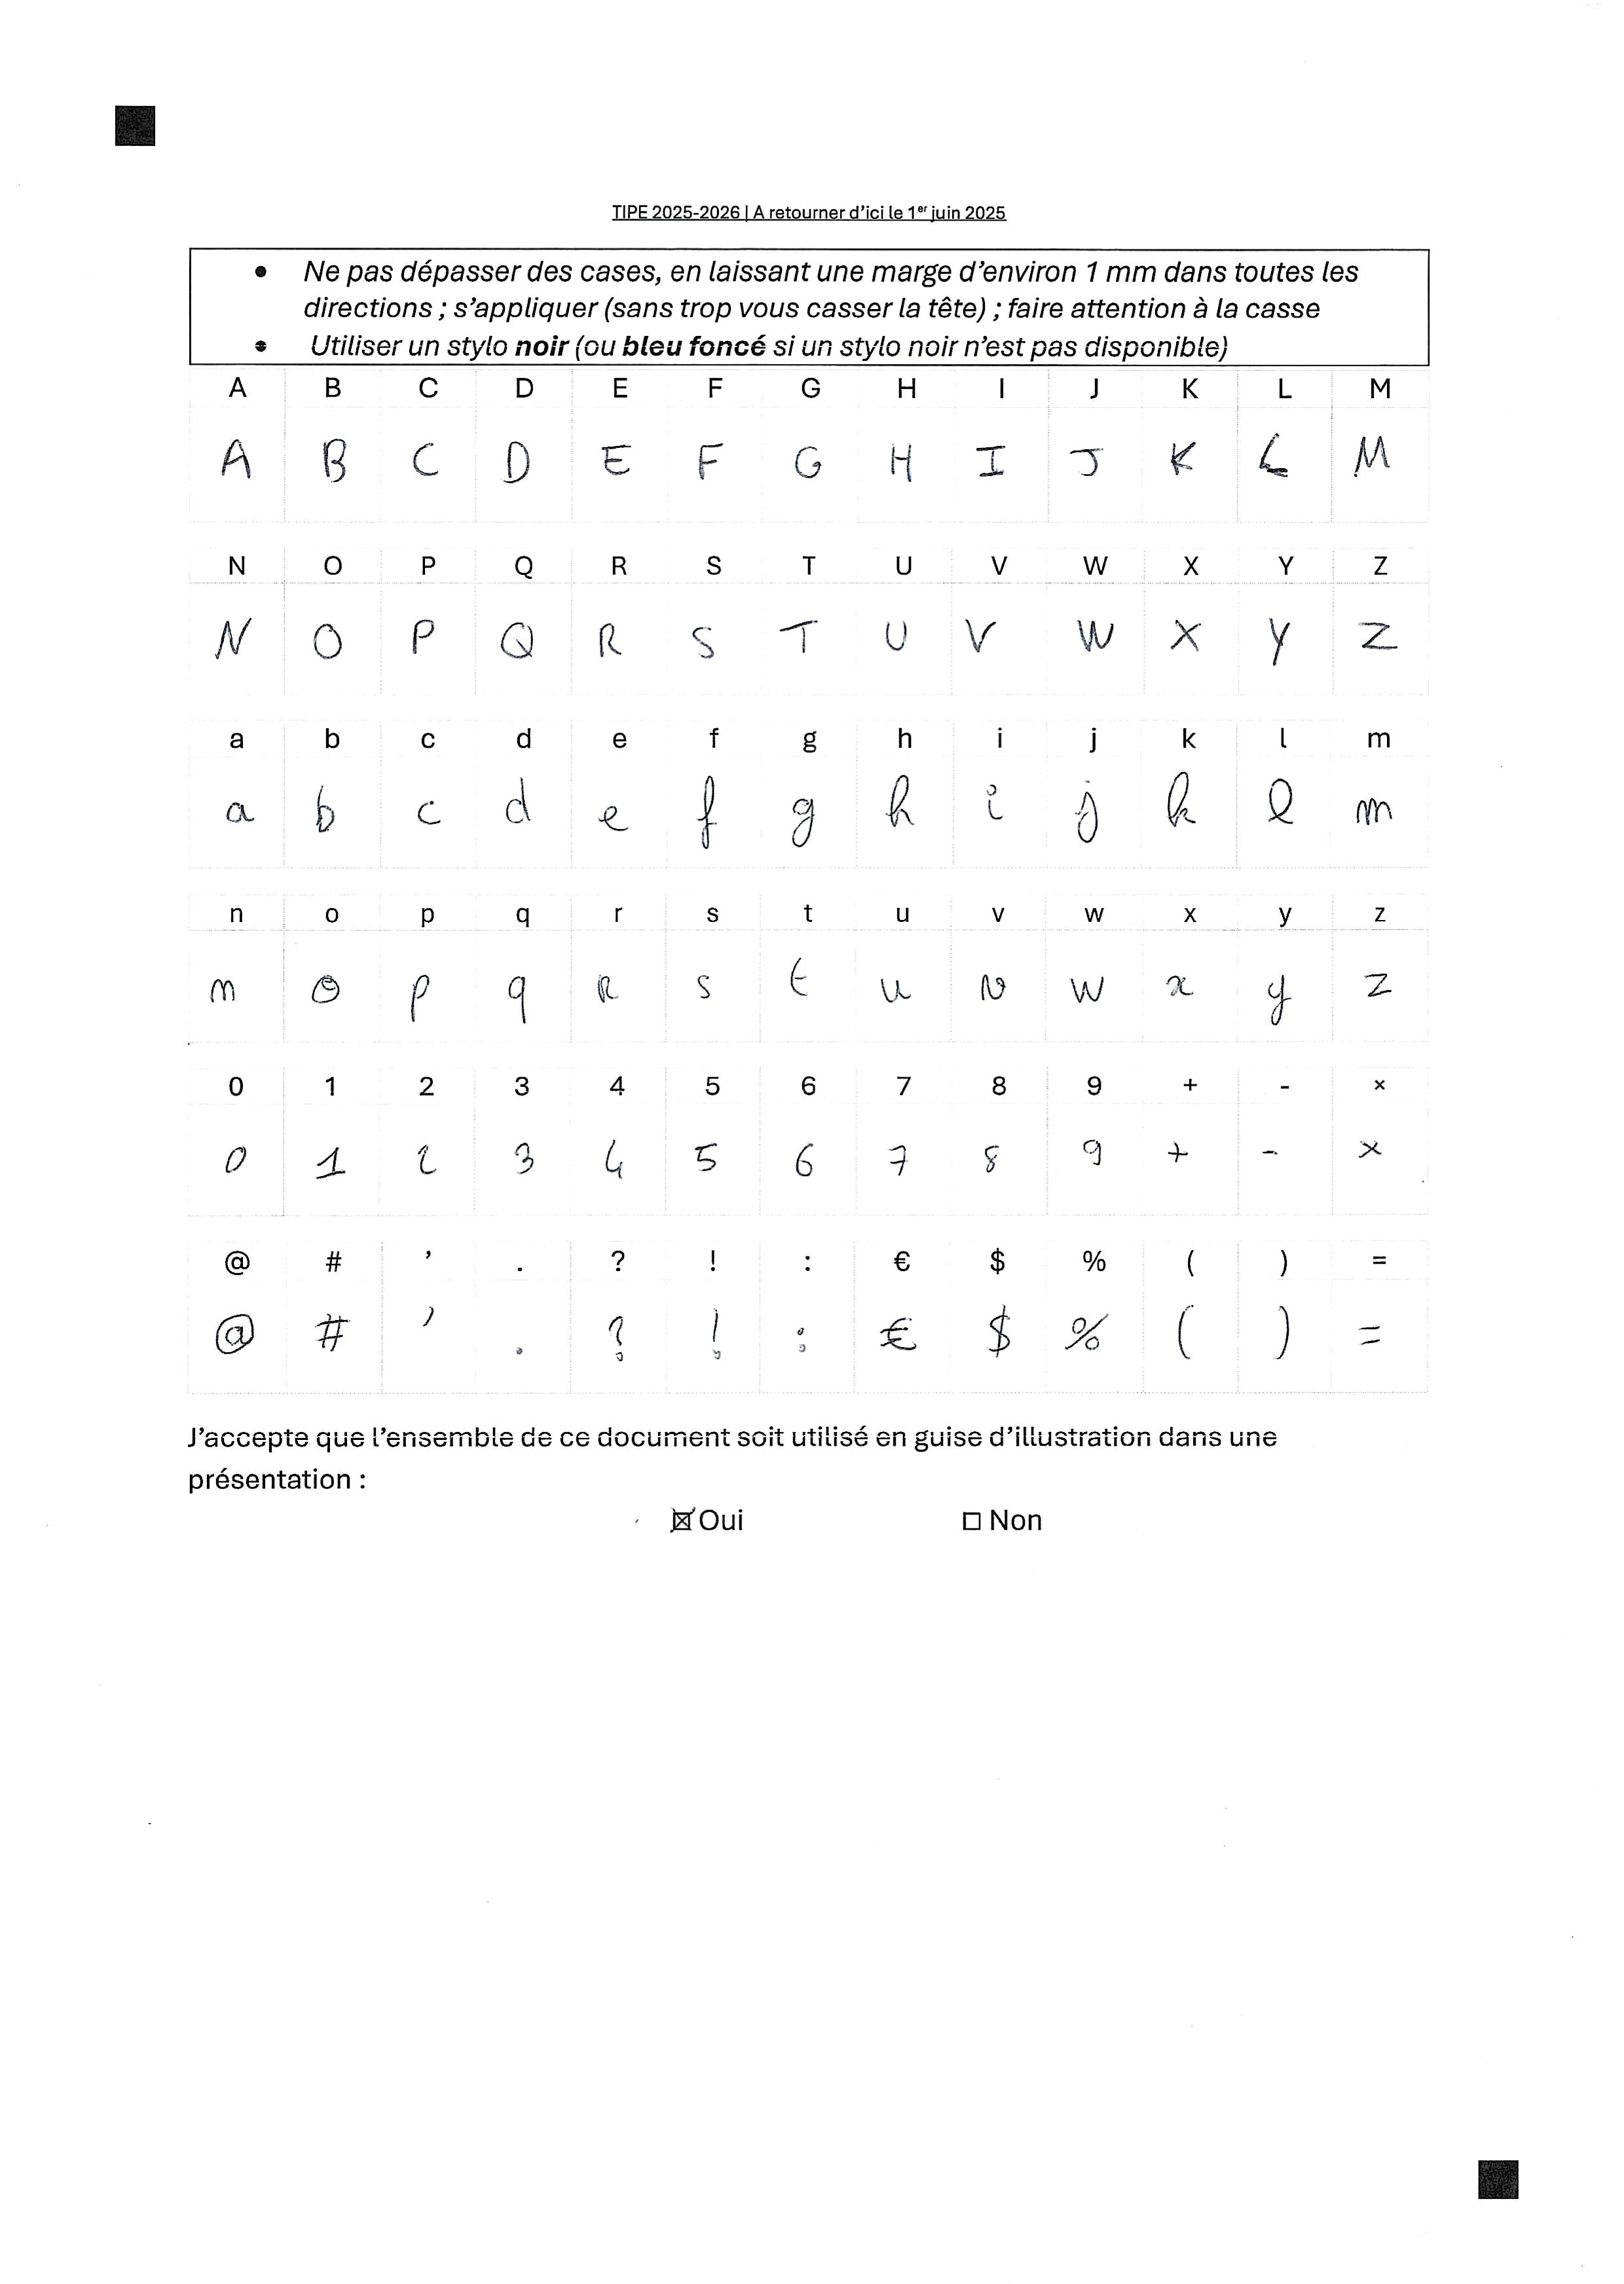 TIPE 2025-2026 | A retourner d'ici le 1er juin 2025
• Ne pas dépasser des cases, en laissant une marge d'environ 1 mm dans toutes les
directions ; s'appliquer (sans trop vous casser la tête) ; faire attention à la casse
• Utiliser un stylo noir (ou bleu foncé si un stylo noir n'est pas disponible)
A B C D E F G H I J K L M
A B C D E F G H I J K L M
N O P Q R S T U V W X Y Z
N O P Q R S T U V W X Y Z
a b c d e f g h i j k l m
a b c d e f g h i j k l m
n o p q r s t u v w x y z
n o p q r s t u v w x y z
0 1 2 3 4 5 6 7 8 9 + - ×
0 1 2 3 4 5 6 7 8 9 + - ×
@ # ’ . ? ! : € $ % ( ) =
@ # ’ . ? ! : € $ % ( ) =
J'accepte que l'ensemble de ce document soit utilisé en guise d'illustration dans une
présentation :
☒ Oui ☐ Non